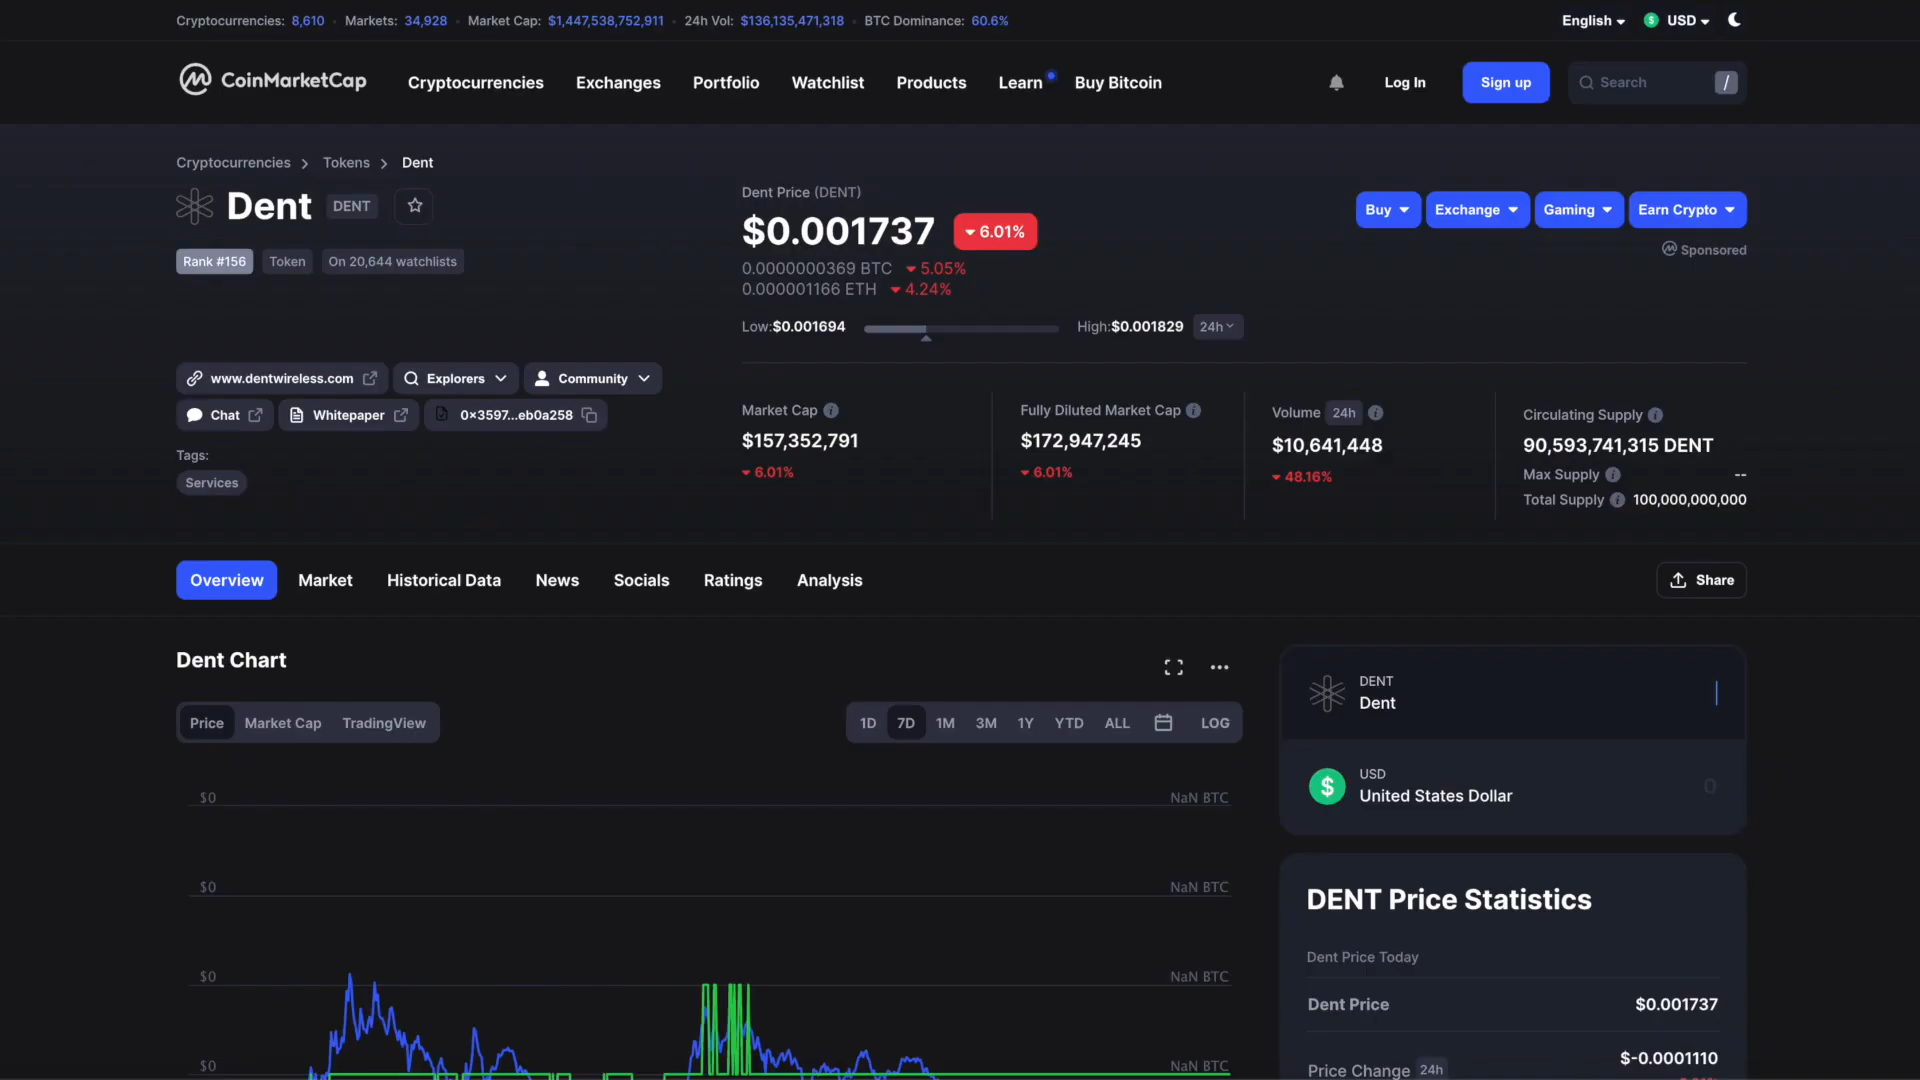 Cryptocurrencies: 8,610 • Markets: 34,928 • Market Cap: $1,447,538,752,911 • 24h Vol: $136,135,471,318 • BTC Dominance: 60.6%
English USD
CoinMarketCap Cryptocurrencies Exchanges Portfolio Watchlist Products Learn Buy Bitcoin Log In Sign up Search /
Cryptocurrencies > Tokens > Dent
Dent DENT
Rank #156 Token On 20,644 watchlists
www.dentwireless.com Explorers Community
Chat Whitepaper 0x3597...eb0a258
Tags:
Services
Dent Price (DENT)
$0.001737 6.01%
0.0000000369 BTC 5.05%
0.000001166 ETH 4.24%
Low:$0.001694 High:$0.001829 24h
Buy Exchange Gaming Earn Crypto
Sponsored
Market Cap
$157,352,791
6.01%
Fully Diluted Market Cap
$172,947,245
6.01%
Volume 24h
$10,641,448
48.16%
Circulating Supply
90,593,741,315 DENT
Max Supply --
Total Supply 100,000,000,000
Overview Market Historical Data News Socials Ratings Analysis Share
Dent Chart
Price Market Cap TradingView 1D 7D 1M 3M 1Y YTD ALL LOG
$0 NaN BTC
$0 NaN BTC
$0 NaN BTC
$0 NaN BTC
DENT
Dent
USD
United States Dollar 0
DENT Price Statistics
Dent Price Today
Dent Price $0.001737
Price Change 24h $-0.0001110